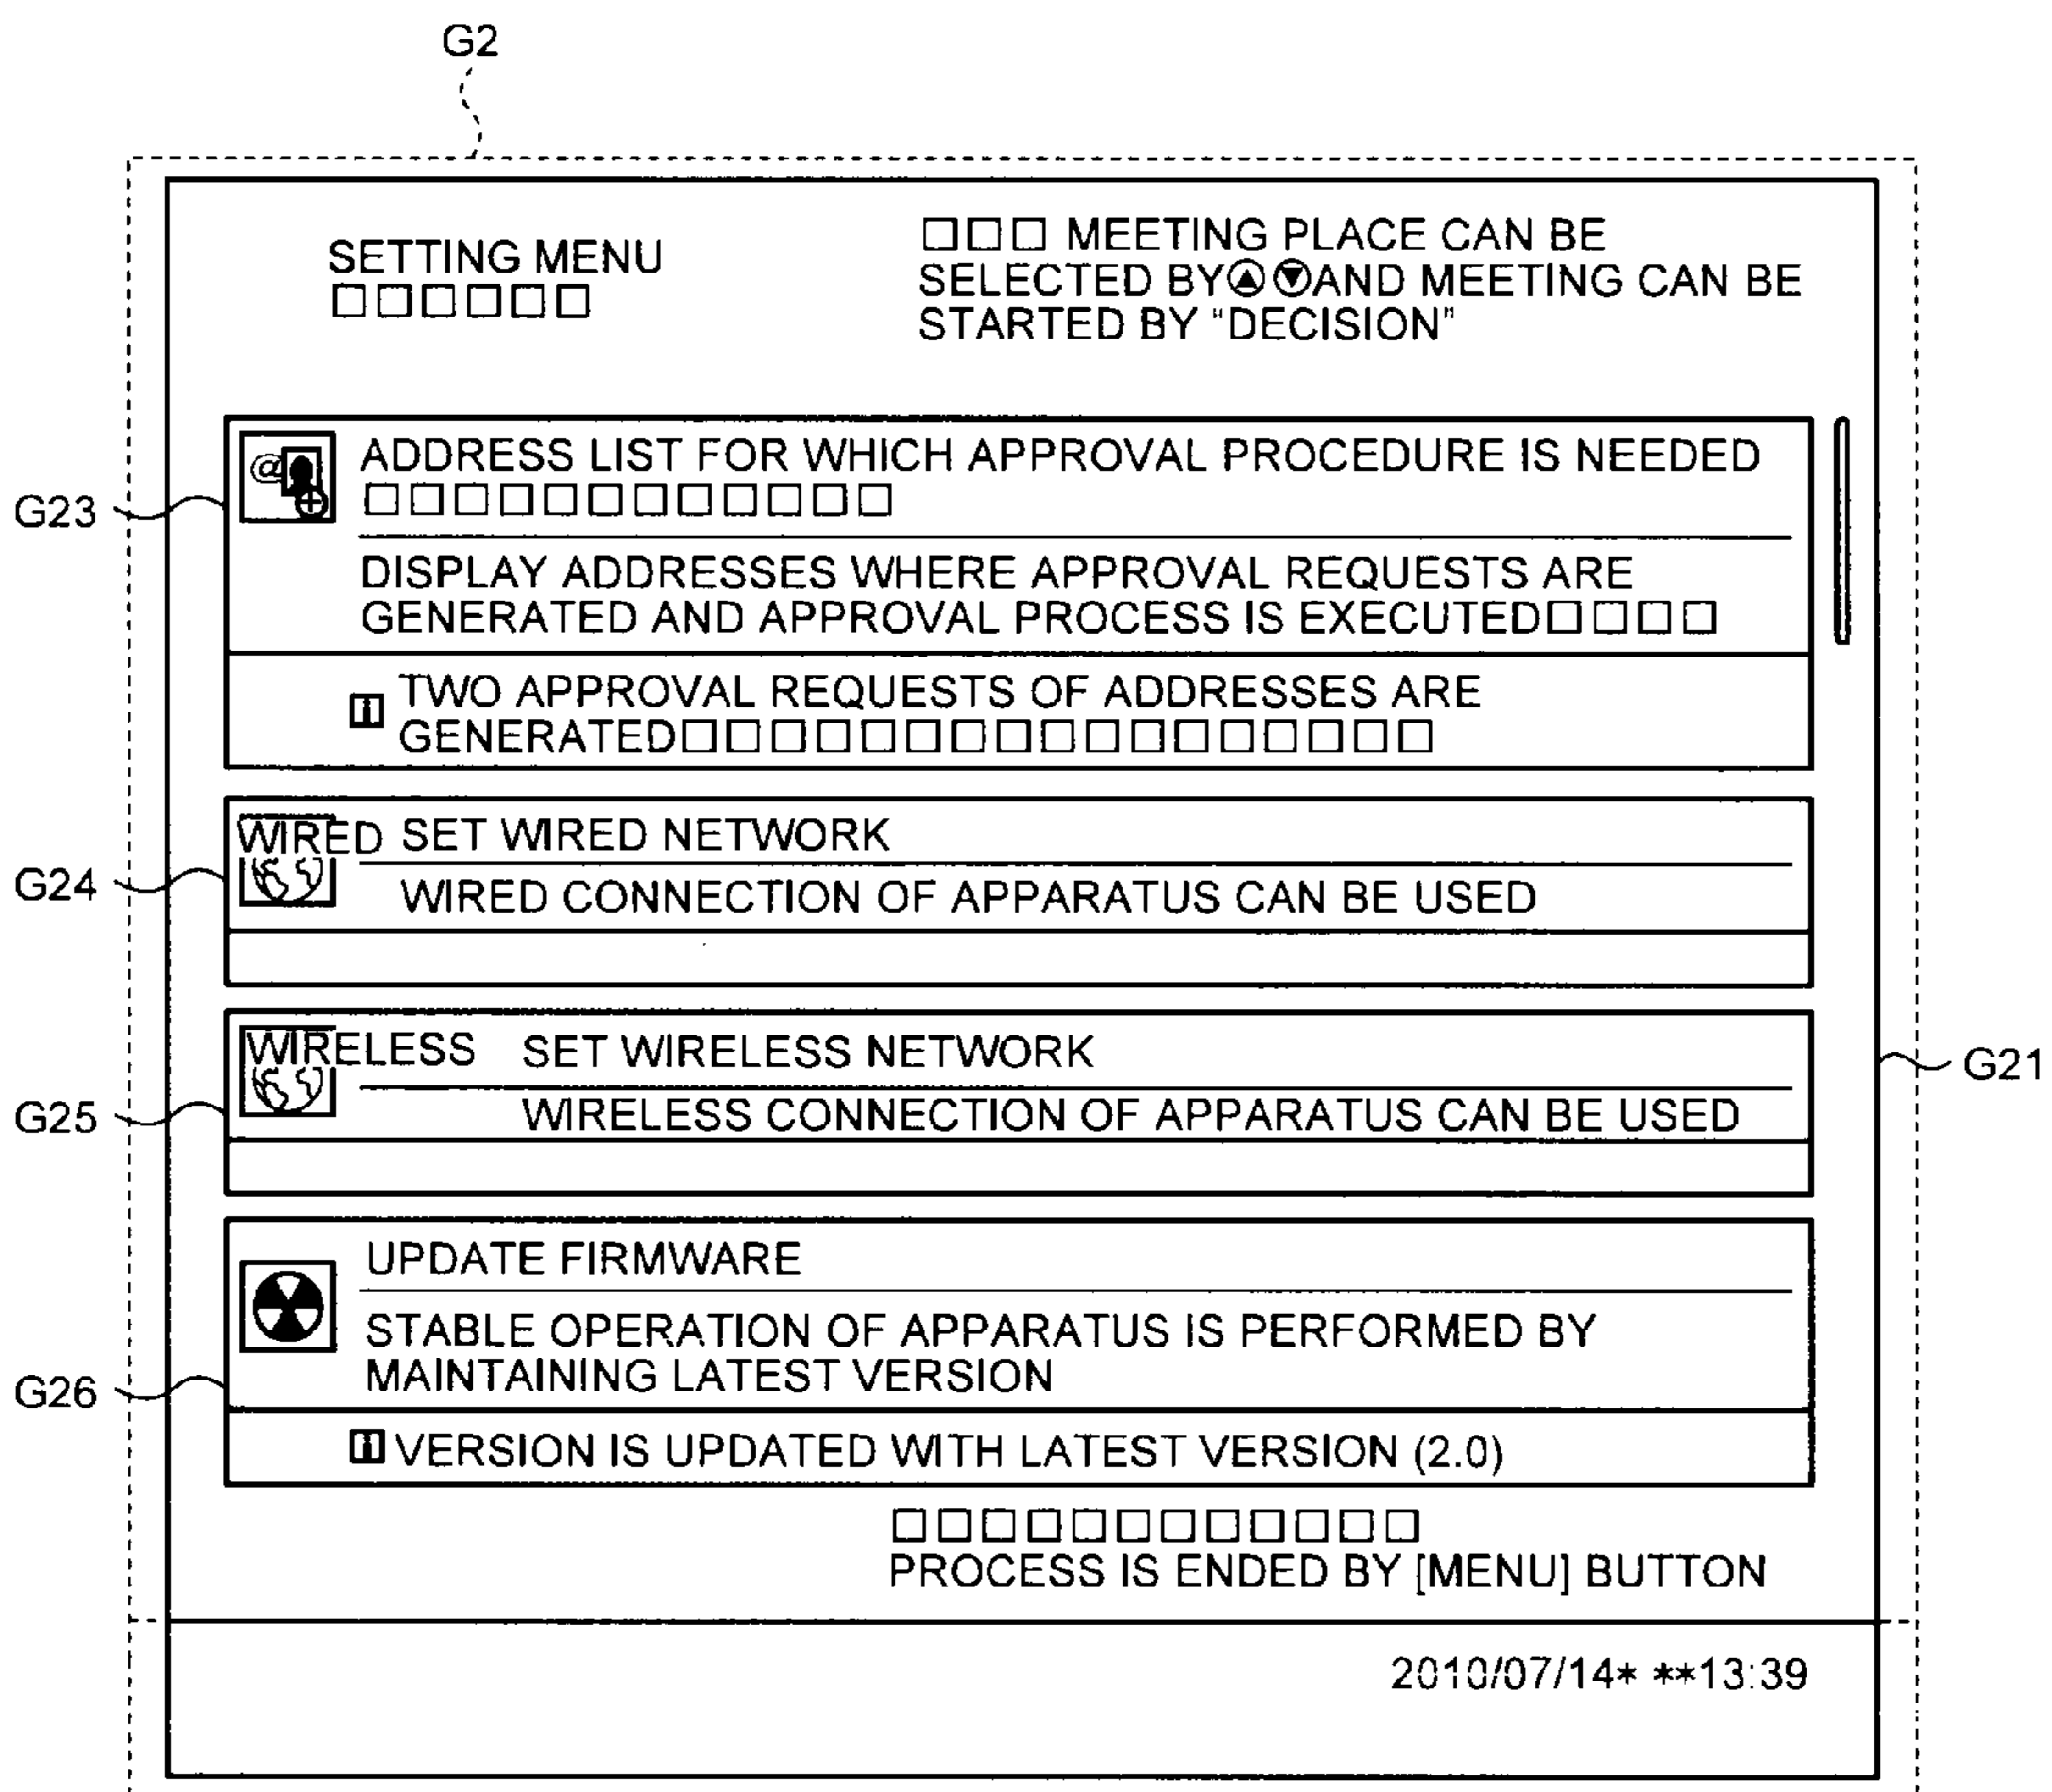 G2
SETTING MENU
□□□□□□
□□□ MEETING PLACE CAN BE
SELECTED BY▲▼AND MEETING CAN BE
STARTED BY "DECISION"
G23
@
ADDRESS LIST FOR WHICH APPROVAL PROCEDURE IS NEEDED
□□□□□□□□□□□□
DISPLAY ADDRESSES WHERE APPROVAL REQUESTS ARE
GENERATED AND APPROVAL PROCESS IS EXECUTED□□□□
i TWO APPROVAL REQUESTS OF ADDRESSES ARE
GENERATED□□□□□□□□□□□□□□□□□
G24
WIRED SET WIRED NETWORK
WIRED CONNECTION OF APPARATUS CAN BE USED
G25
WIRELESS SET WIRELESS NETWORK
WIRELESS CONNECTION OF APPARATUS CAN BE USED
G21
G26
UPDATE FIRMWARE
STABLE OPERATION OF APPARATUS IS PERFORMED BY
MAINTAINING LATEST VERSION
i VERSION IS UPDATED WITH LATEST VERSION (2.0)
□□□□□□□□□□□□
PROCESS IS ENDED BY [MENU] BUTTON
2010/07/14* **13:39